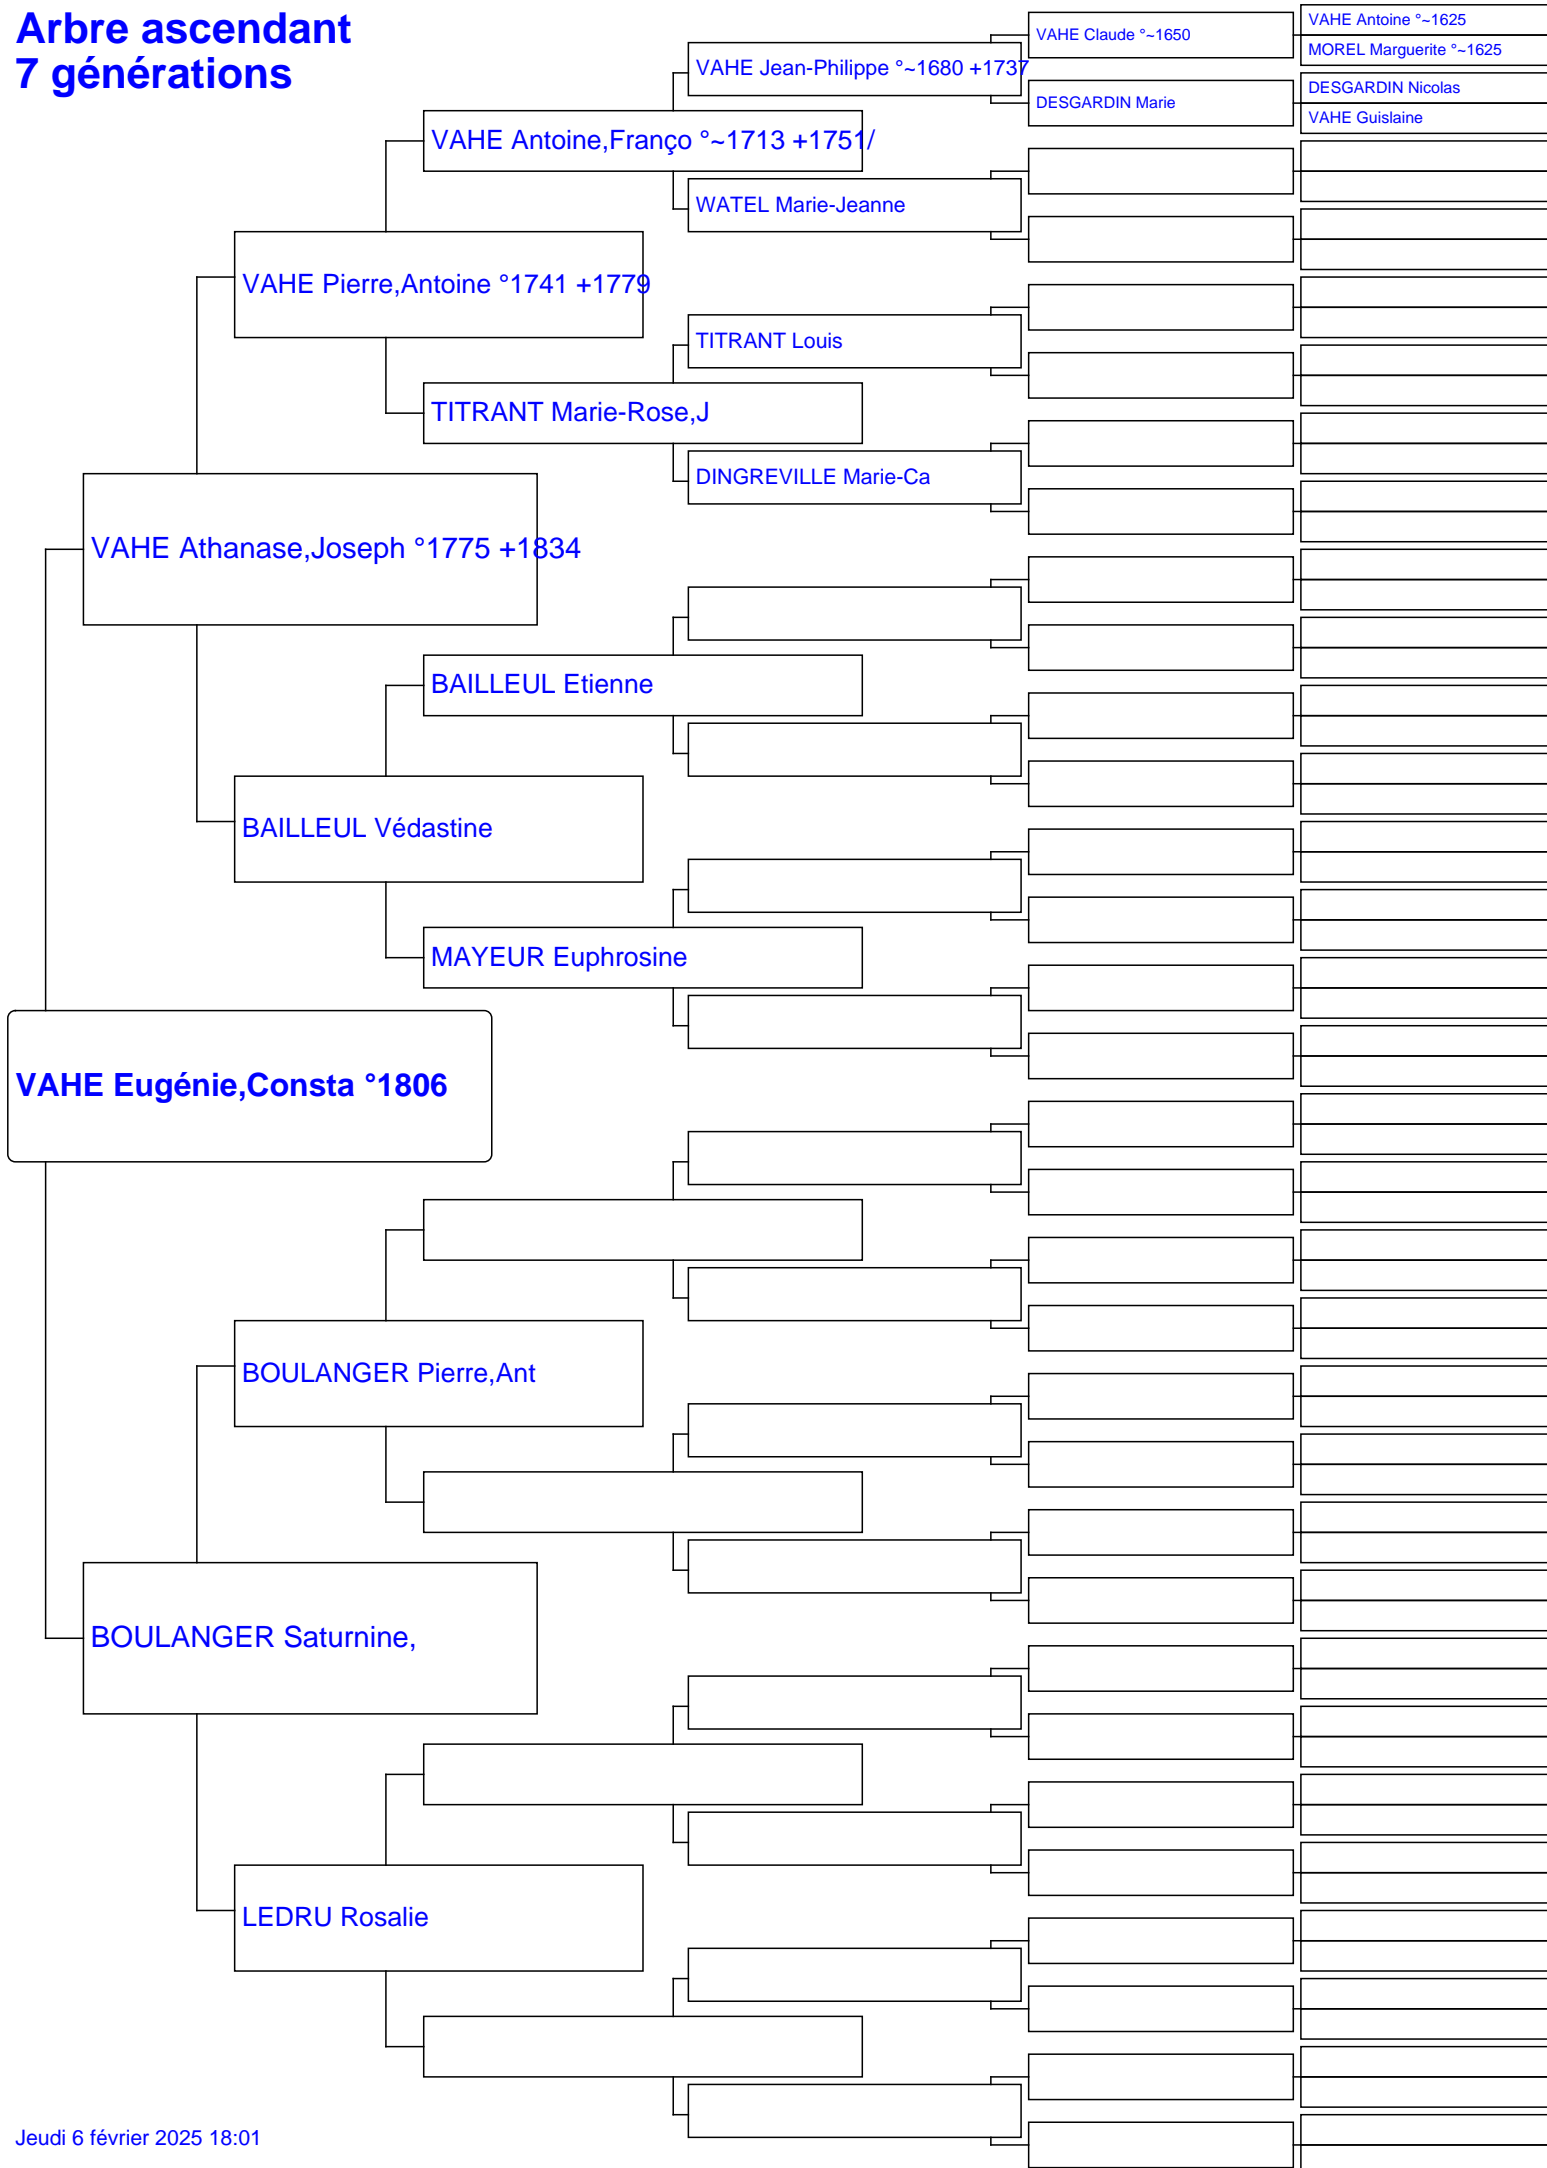 Arbre ascendant
7 générations
VAHE Claude °~1650
VAHE Antoine °~1625
MOREL Marguerite °~1625
VAHE Jean-Philippe °~1680 +1737
DESGARDIN Marie
DESGARDIN Nicolas
VAHE Guislaine
VAHE Antoine,Franço °~1713 +1751/
WATEL Marie-Jeanne
VAHE Pierre,Antoine °1741 +1779
TITRANT Louis
TITRANT Marie-Rose,J
DINGREVILLE Marie-Ca
VAHE Athanase,Joseph °1775 +1834
BAILLEUL Etienne
BAILLEUL Védastine
MAYEUR Euphrosine
VAHE Eugénie,Consta °1806
BOULANGER Pierre,Ant
BOULANGER Saturnine,
LEDRU Rosalie
Jeudi 6 février 2025 18:01